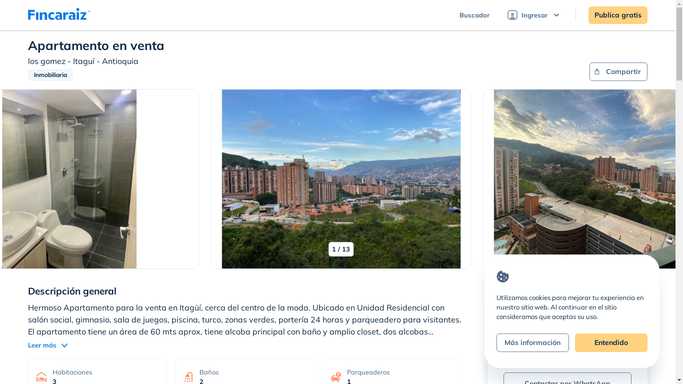 Fincaraiz
Buscador
Ingresar
Publica gratis
Apartamento en venta
los gomez - Itaguí - Antioquia
Inmobiliaria
Compartir
1 / 13
Descripción general
Hermoso Apartamento para la venta en Itagüí, cerca del centro de la moda. Ubicado en Unidad Residencial con
salón social, gimnasio, sala de juegos, piscina, turco, zonas verdes, portería 24 horas y parqueadero para visitantes.
El apartamento tiene un área de 60 mts aprox, tiene alcoba principal con baño y amplio closet, dos alcobas...
Leer más
Habitaciones
3
Baños
2
Parqueaderos
1
Utilizamos cookies para mejorar tu experiencia en
nuestro sitio web. Al continuar en el sitio
consideramos que aceptas su uso.
Más información
Entendido
Contactar por WhatsApp